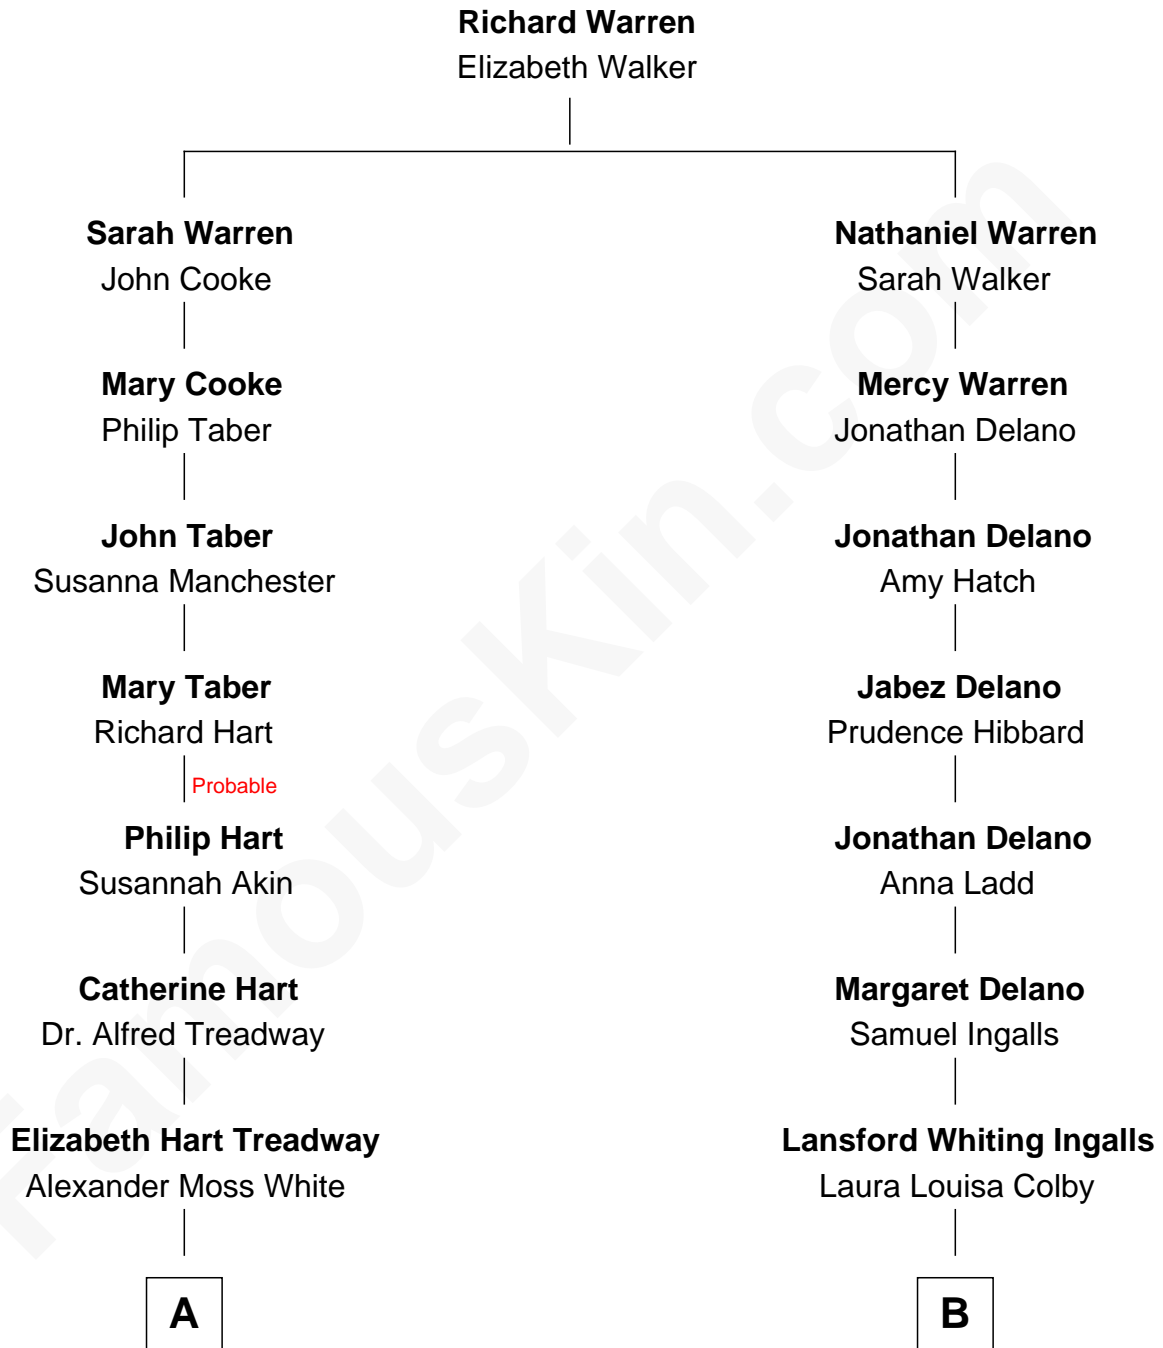 Richard Warren
Elizabeth Walker
Sarah Warren
John Cooke
Nathaniel Warren
Sarah Walker
Mary Cooke
Philip Taber
Mercy Warren
Jonathan Delano
John Taber
Susanna Manchester
Jonathan Delano
Amy Hatch
Mary Taber
Richard Hart
Jabez Delano
Prudence Hibbard
Probable
Philip Hart
Susannah Akin
Jonathan Delano
Anna Ladd
Catherine Hart
Dr. Alfred Treadway
Margaret Delano
Samuel Ingalls
Elizabeth Hart Treadway
Alexander Moss White
Lansford Whiting Ingalls
Laura Louisa Colby
A
B
FamousKin.com